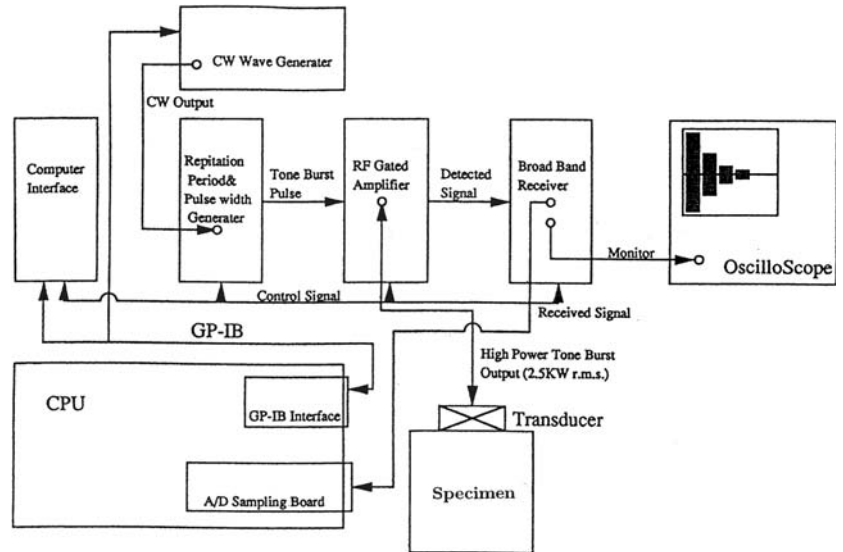 CW Wave Generater
CW Output
Computer
Interface
Repitation
Period&
Pulse width
Generater
Tone Burst
Pulse
RF Gated
Amplifier
Detected
Signal
Broad Band
Receiver
Monitor
OscilloScope
Control Signal
Received Signal
GP-IB
High Power Tone Burst
Output (2.5KW r.m.s.)
CPU
GP-IB Interface
Transducer
A/D Sampling Board
Specimen